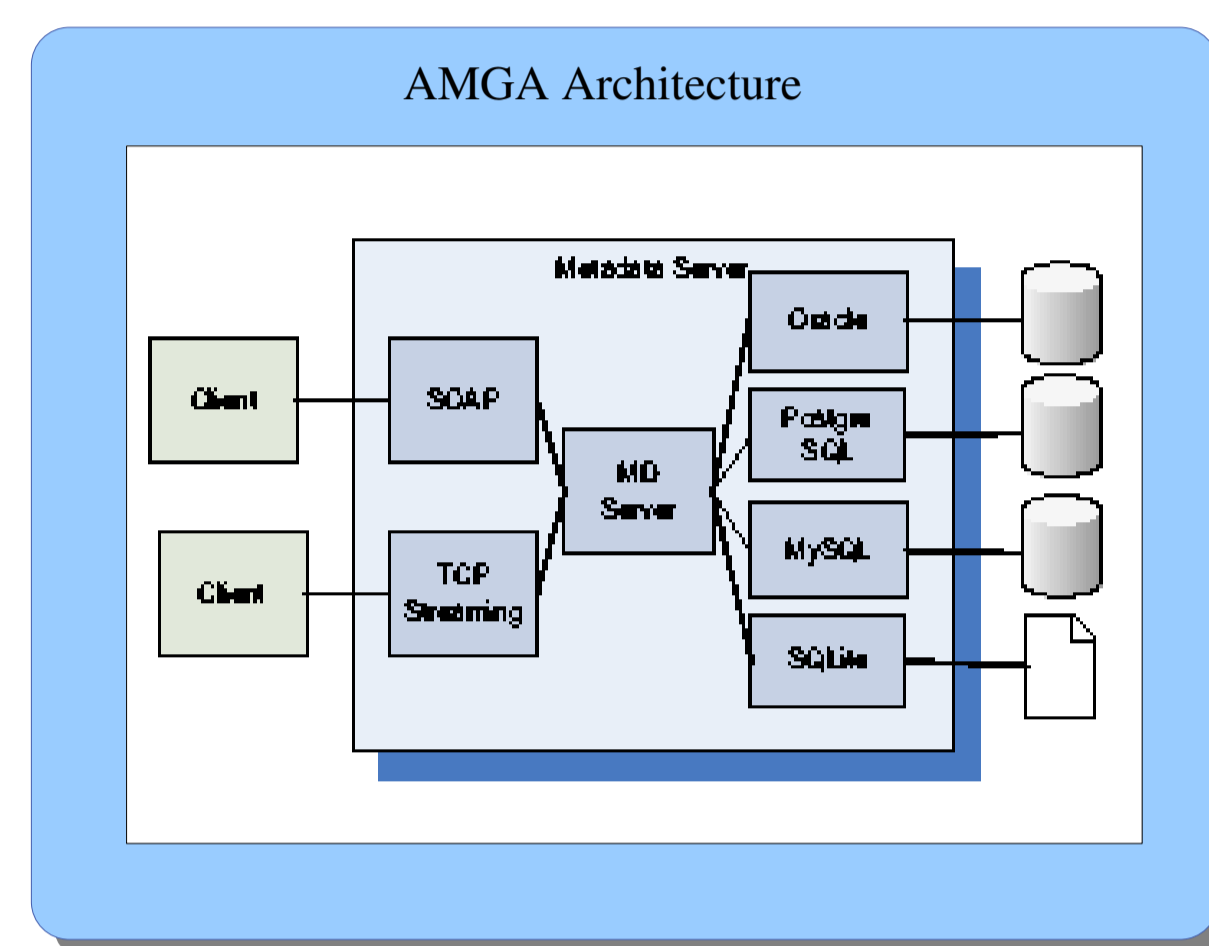 AMGA Architecture
Metadata Server
Client
SOAP
Oracle
Postgre
SQL
MD
Server
MySQL
Client
TCP
Streaming
SQLite